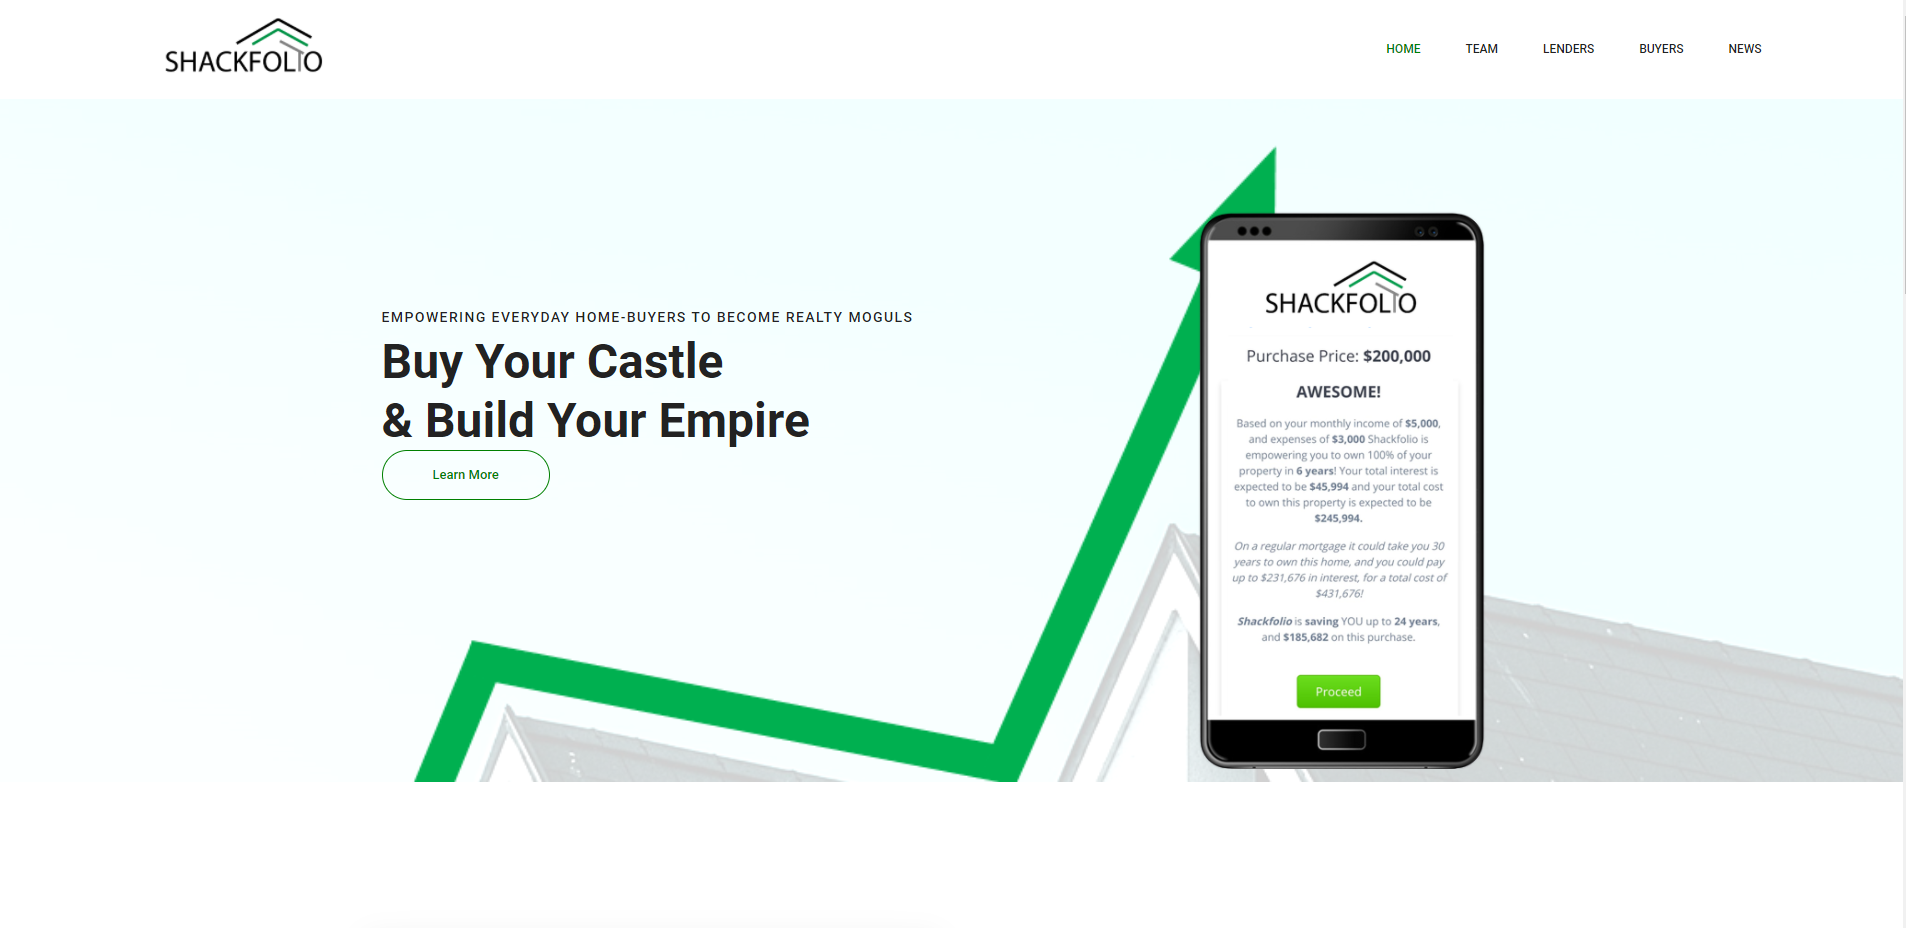 SHACKFOLIO
HOME
TEAM
LENDERS
BUYERS
NEWS
EMPOWERING EVERYDAY HOME-BUYERS TO BECOME REALTY MOGULS
Buy Your Castle
& Build Your Empire
Learn More
SHACKFOLIO
Purchase Price: $200,000
AWESOME!
Based on your monthly income of $5,000,
and expenses of $3,000 Shackfolio is
empowering you to own 100% of your
property in 6 years! Your total interest is
expected to be $45,994 and your total cost
to own this property is expected to be
$245,994.
On a regular mortgage it could take you 30
years to own this home, and you could pay
up to $231,676 in interest, for a total cost of
$431,676!
Shackfolio is saving YOU up to 24 years,
and $185,682 on this purchase.
Proceed